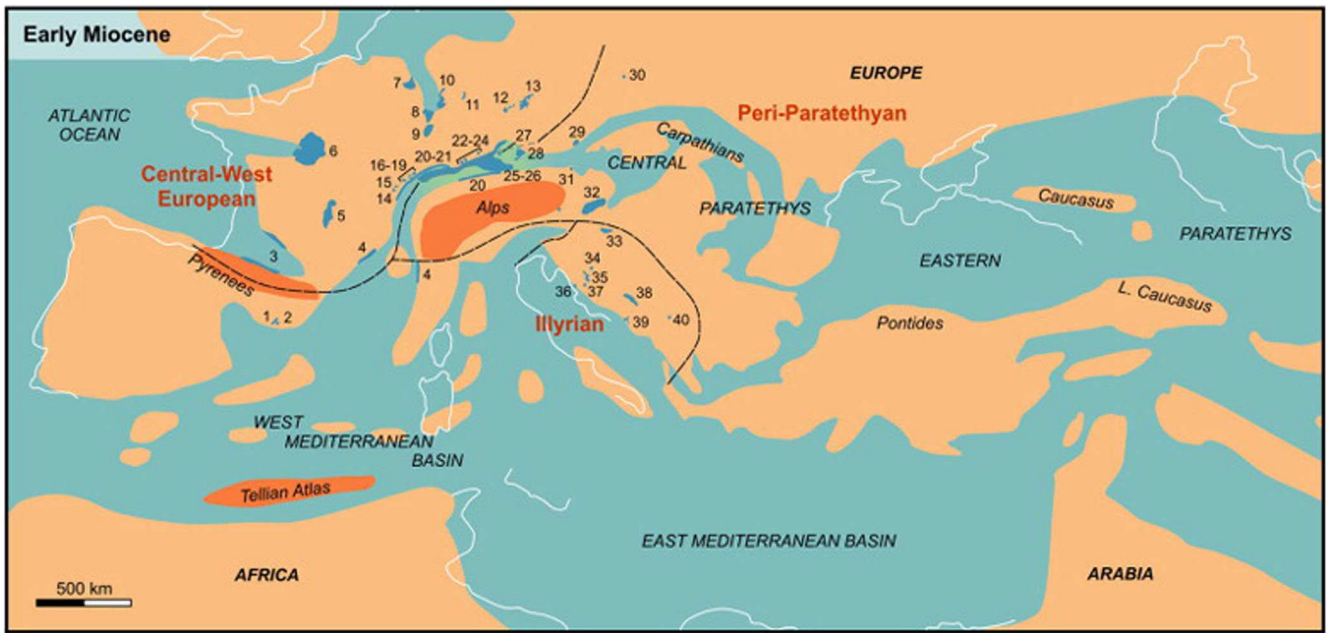 Early Miocene
EUROPE
ATLANTIC
OCEAN
Peri-Paratethyan
Central-West
European
Carpathians
CENTRAL
PARATETHYS
Alps
Caucasus
PARATETHYS
EASTERN
Pyrenees
L. Caucasus
Pontides
Illyrian
WEST
MEDITERRANEAN
BASIN
Tellian Atlas
EAST MEDITERRANEAN BASIN
AFRICA
ARABIA
500 km
7
10
13
30
11
12
8
9
6
22-24
27
29
20-21
28
16-19
15
14
20
25-26
31
32
5
4
3
4
33
34
35
36
37
38
39
40
1
2